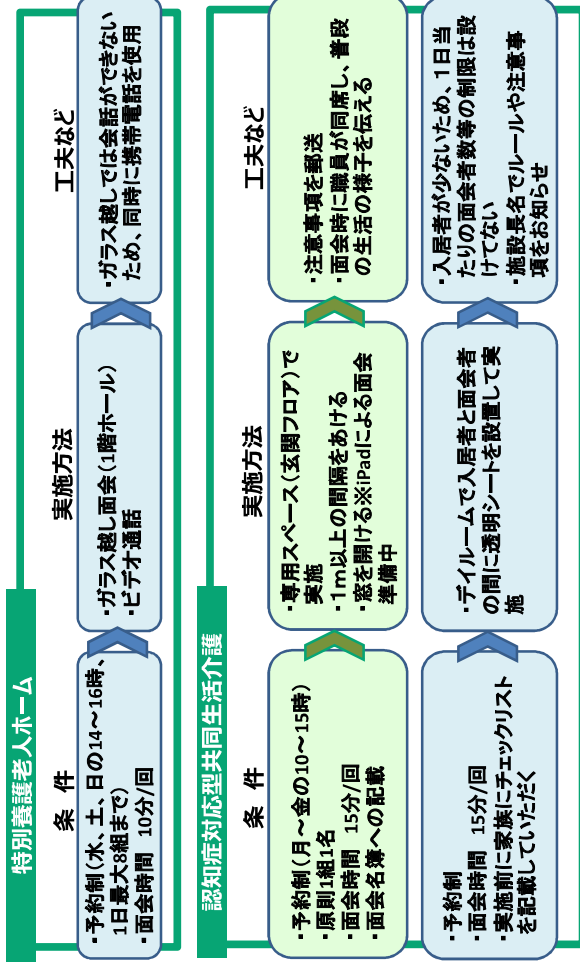 特別養護老人ホーム
条 件
実施方法
工夫など
・予約制(水、土、日の14～16時、
1日最大8組まで)
・面会時間 10分/回
・ガラス越し面会(1階ホール)
・ビデオ通話
・ガラス越しでは会話ができない
ため、同時に携帯電話を使用
認知症対応型共同生活介護
条 件
実施方法
工夫など
・予約制(月～金の10～15時)
・原則1組1名
・面会時間 15分/回
・面会名簿への記載
・専用スペース(玄関フロア)で
実施
・1m以上の間隔をあける
・窓を開ける※iPadによる面会
準備中
・注意事項を郵送
・面会時に職員が同席し、普段
の生活の様子を伝える
・予約制
・面会時間 15分/回
・実施前に家族にチェックリスト
を記載していただく
・デイルームで入居者と面会者
の間に透明シートを設置して実
施
・入居者が少ないため、1日当
たりの面会者数等の制限は設
けてない
・施設長名でルールや注意事
項をお知らせ